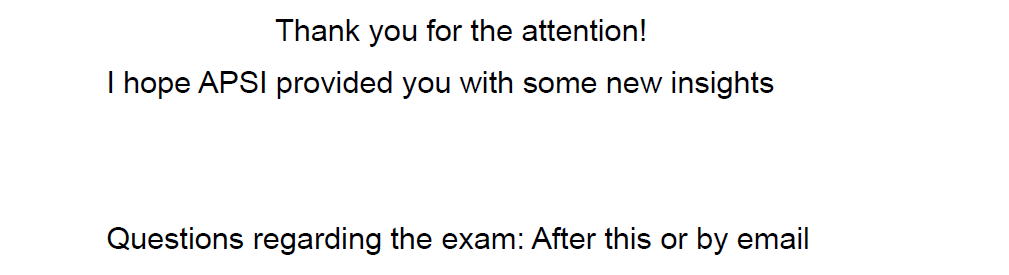 Thank you for the attention!
I hope APSI provided you with some new insights
Questions regarding the exam: After this or by email